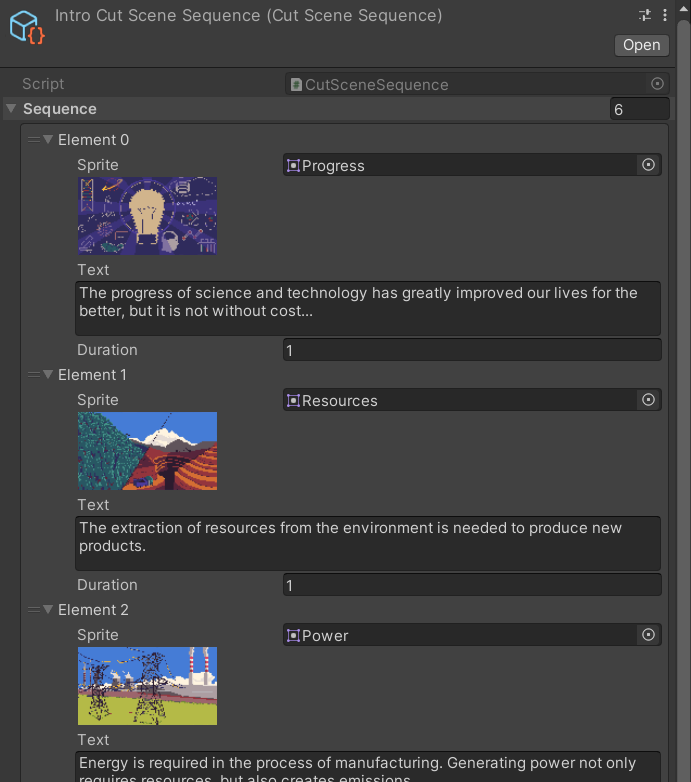 Intro Cut Scene Sequence (Cut Scene Sequence)
Open
Script
CutSceneSequence
Sequence
6
Element 0
Sprite
Progress
Text
The progress of science and technology has greatly improved our lives for the
better, but it is not without cost...
Duration
1
Element 1
Sprite
Resources
Text
The extraction of resources from the environment is needed to produce new
products.
Duration
1
Element 2
Sprite
Power
Text
Energy is required in the process of manufacturing. Generating power not only
requires resources, but also creates emissions